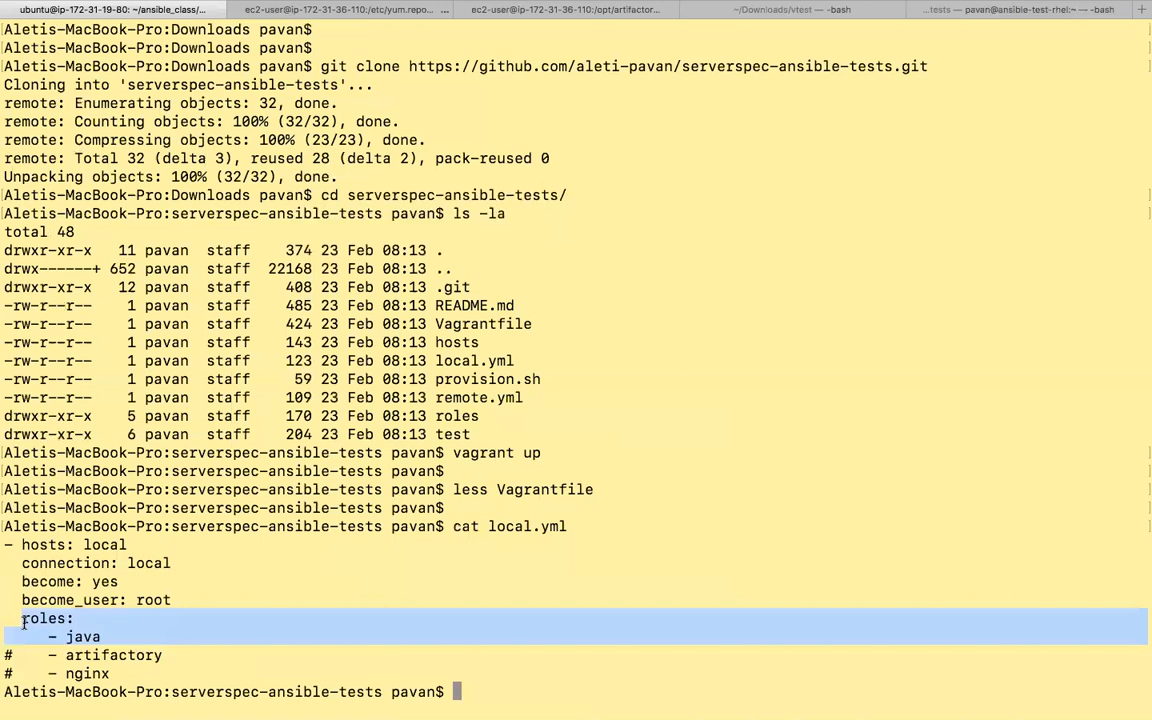 ubuntu@ip-172-31-19-80: ~/ansible_class/...
ec2-user@ip-172-31-36-110:/etc/yum.repo... ...
ec2-user@ip-172-31-36-110:/opt/artifactor...
~/Downloads/vtest — -bash
...tests — pavan@ansible-test-rhel:~ — -bash
+
Aletis-MacBook-Pro:Downloads pavan$
Aletis-MacBook-Pro:Downloads pavan$
Aletis-MacBook-Pro:Downloads pavan$ git clone https://github.com/aleti-pavan/serverspec-ansible-tests.git
Cloning into 'serverspec-ansible-tests'...
remote: Enumerating objects: 32, done.
remote: Counting objects: 100% (32/32), done.
remote: Compressing objects: 100% (23/23), done.
remote: Total 32 (delta 3), reused 28 (delta 2), pack-reused 0
Unpacking objects: 100% (32/32), done.
Aletis-MacBook-Pro:Downloads pavan$ cd serverspec-ansible-tests/
Aletis-MacBook-Pro:serverspec-ansible-tests pavan$ ls -la
total 48
drwxr-xr-x 11 pavan staff 374 23 Feb 08:13 .
drwx------+ 652 pavan staff 22168 23 Feb 08:13 ..
drwxr-xr-x 12 pavan staff 408 23 Feb 08:13 .git
-rw-r--r-- 1 pavan staff 485 23 Feb 08:13 README.md
-rw-r--r-- 1 pavan staff 424 23 Feb 08:13 Vagrantfile
-rw-r--r-- 1 pavan staff 143 23 Feb 08:13 hosts
-rw-r--r-- 1 pavan staff 123 23 Feb 08:13 local.yml
-rw-r--r-- 1 pavan staff 59 23 Feb 08:13 provision.sh
-rw-r--r-- 1 pavan staff 109 23 Feb 08:13 remote.yml
drwxr-xr-x 5 pavan staff 170 23 Feb 08:13 roles
drwxr-xr-x 6 pavan staff 204 23 Feb 08:13 test
Aletis-MacBook-Pro:serverspec-ansible-tests pavan$ vagrant up
Aletis-MacBook-Pro:serverspec-ansible-tests pavan$
Aletis-MacBook-Pro:serverspec-ansible-tests pavan$ less Vagrantfile
Aletis-MacBook-Pro:serverspec-ansible-tests pavan$
Aletis-MacBook-Pro:serverspec-ansible-tests pavan$ cat local.yml
- hosts: local
connection: local
become: yes
become_user: root
roles:
- java
# - artifactory
# - nginx
Aletis-MacBook-Pro:serverspec-ansible-tests pavan$